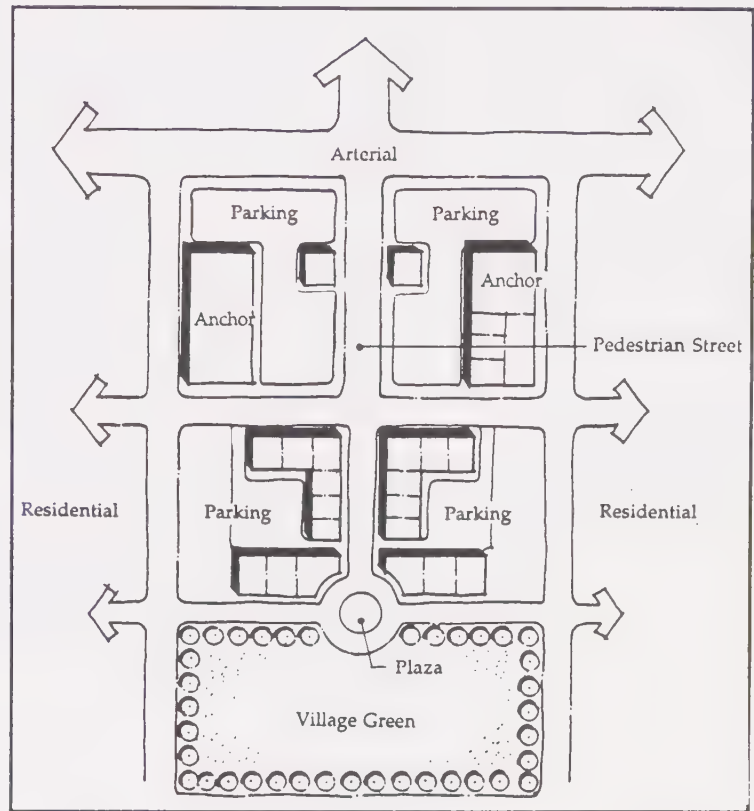 Arterial
Parking
Parking
Anchor
Anchor
Pedestrian Street
Residential
Parking
Parking
Residential
Plaza
Village Green